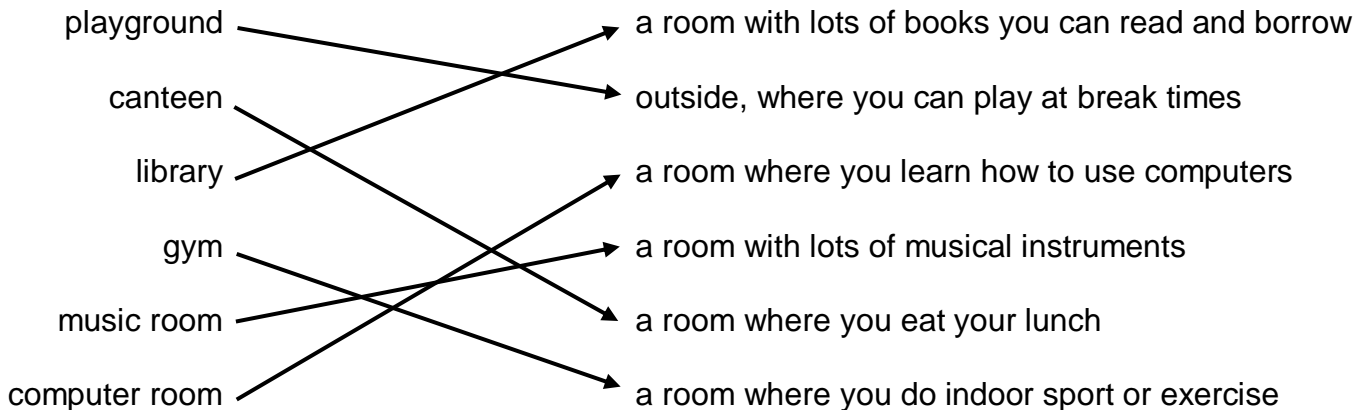 playground a room with lots of books you can read and borrow
canteen outside, where you can play at break times
library a room where you learn how to use computers
gym a room with lots of musical instruments
music room a room where you eat your lunch
computer room a room where you do indoor sport or exercise